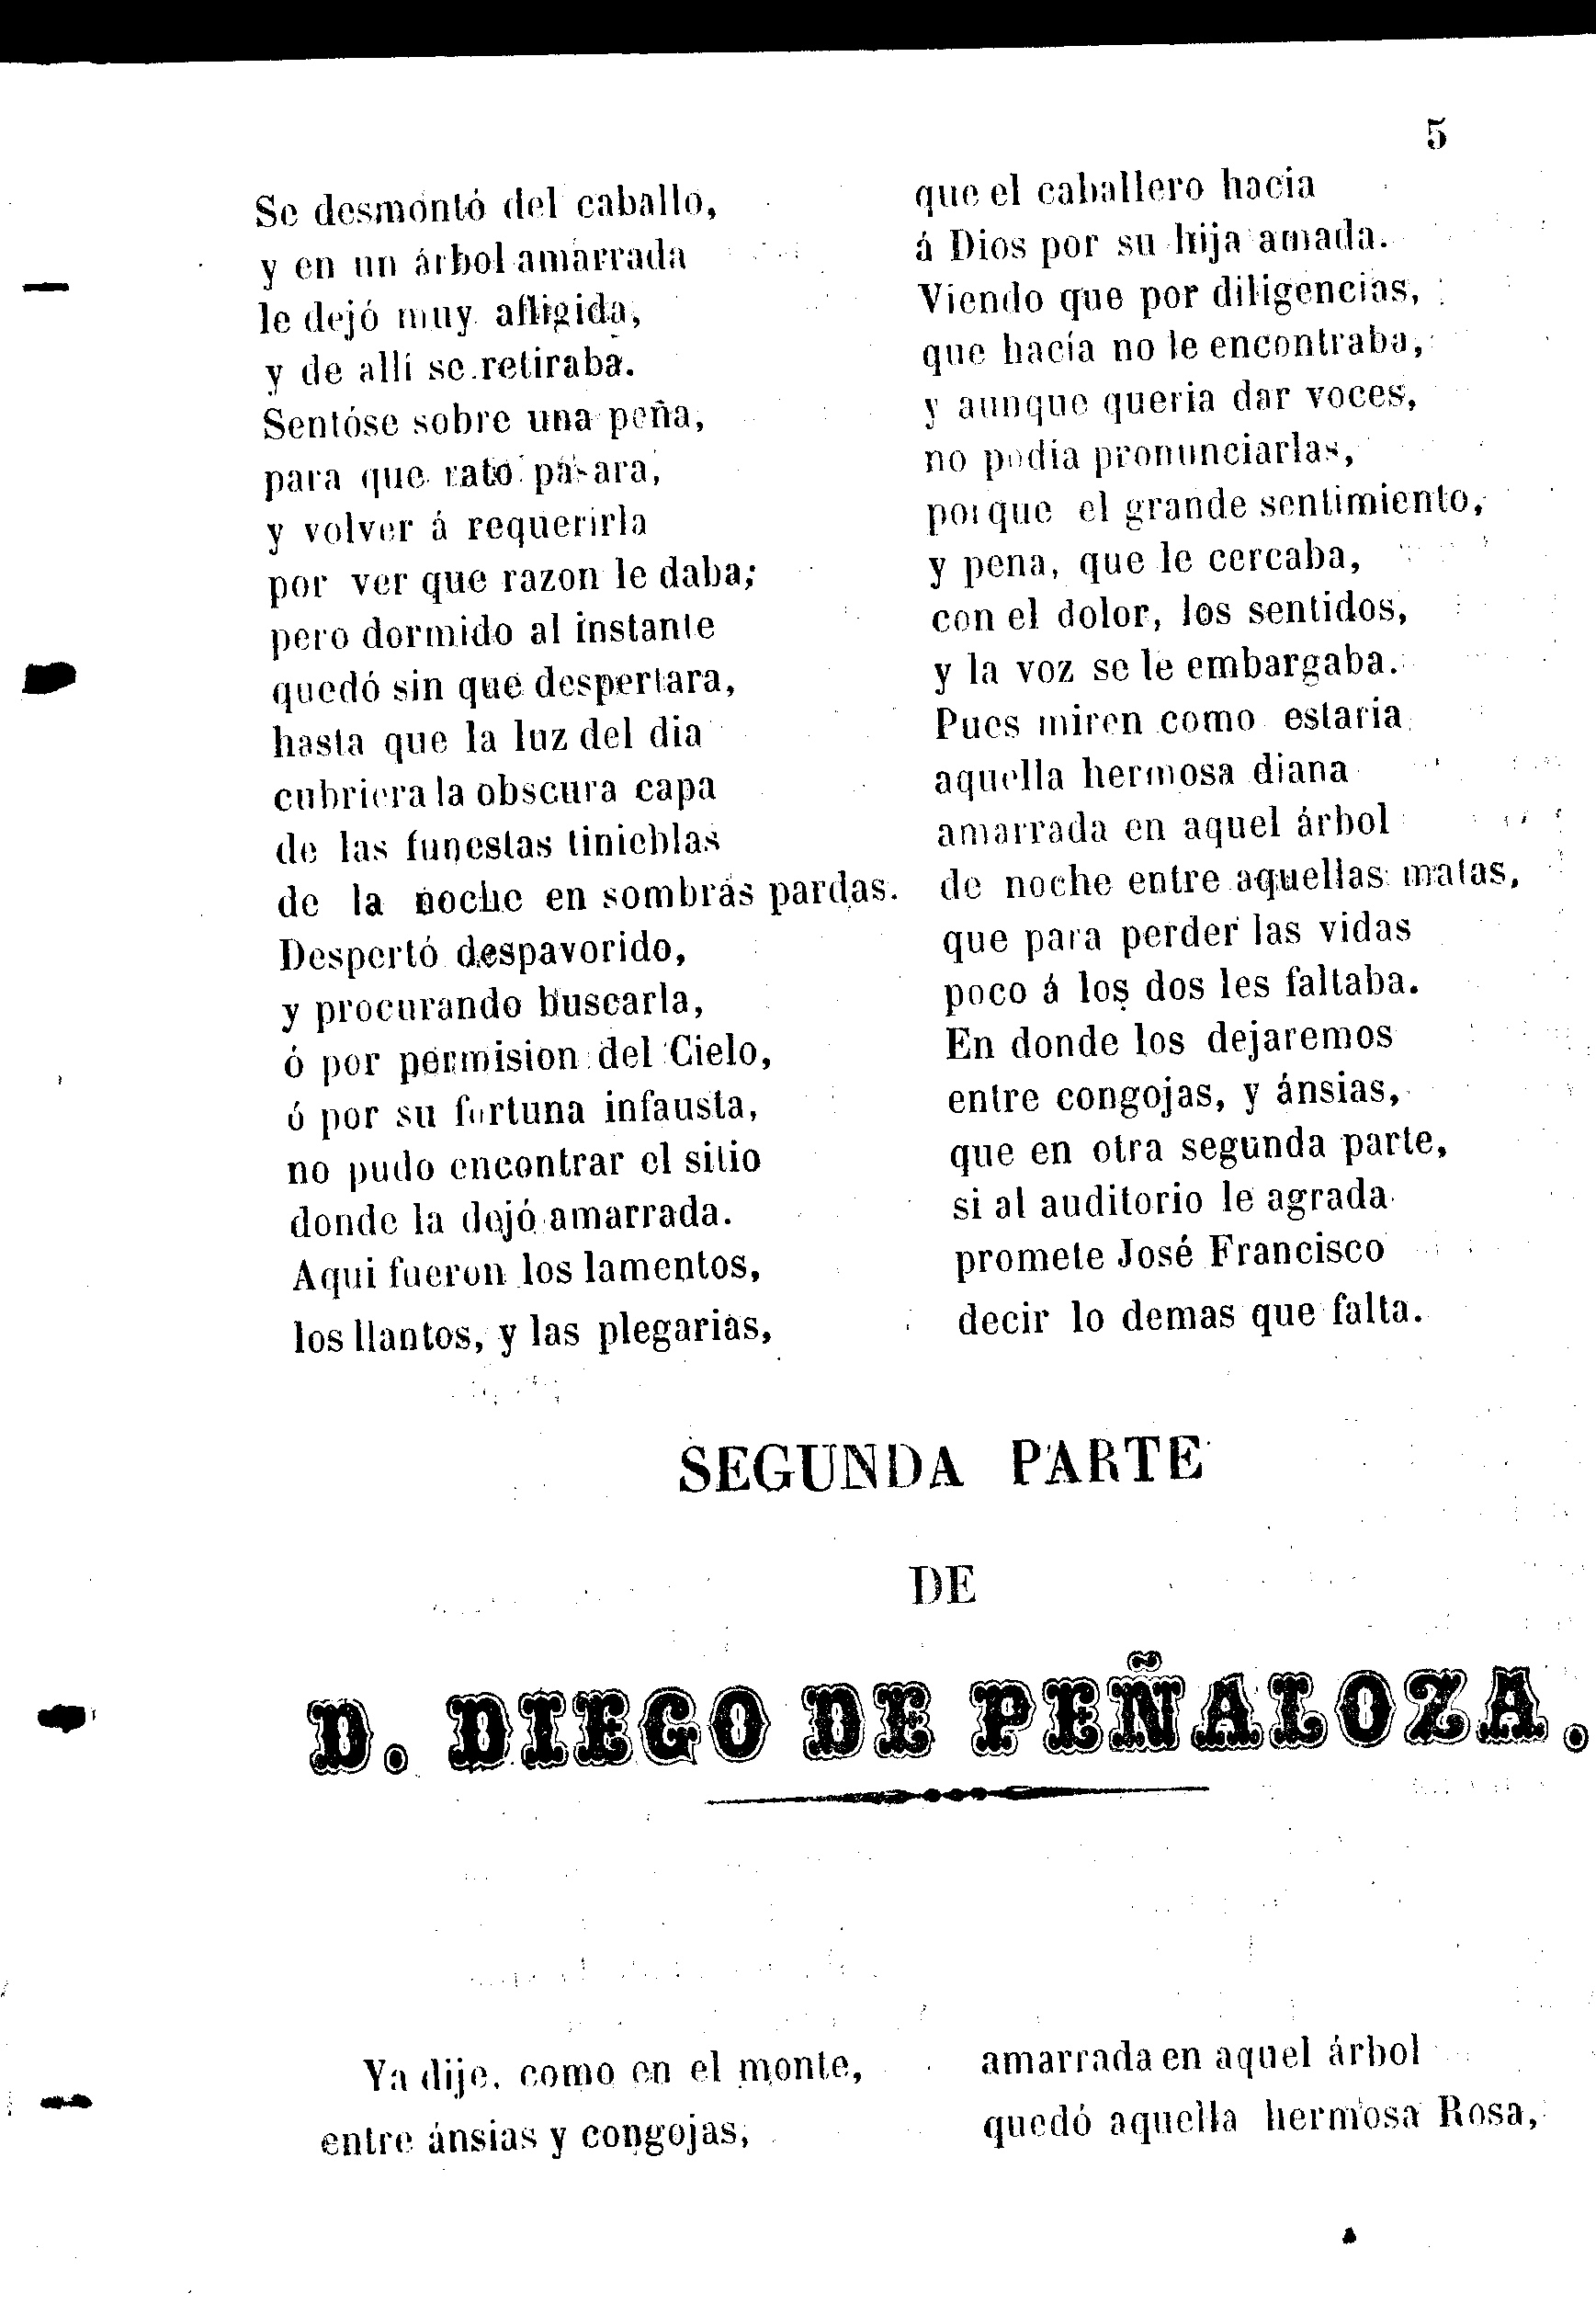 5
Se desmontó del caballo,
y en un árbol amarrada
le dejó muy afligida,
y de allí se retiraba.
Sentóse sobre una peña,
para que rato pasara,
y volver á requerirla
por ver que razon le daba;
pero dormido al instante
quedó sin que despertara,
hasta que la luz del dia
cubriera la obscura capa
de las funestas tinieblas
de la noche en sombras pardas.
Despertó despavorido,
y procurando buscarla,
ó por permision del Cielo,
ó por su fortuna infausta,
no pudo encontrar el sitio
donde la dejó amarrada.
Aqui fueron los lamentos,
los llantos, y las plegarias,
que el caballero hacia
á Dios por su hija amada.
Viendo que por diligencias,
que hacía no le encontraba,
y aunque queria dar voces,
no podía pronunciarlas,
porque el grande sentimiento,
y pena, que le cercaba,
con el dolor, los sentidos,
y la voz se le embargaba.
Pues miren como estaria
aquella hermosa diana
amarrada en aquel árbol
de noche entre aquellas matas,
que para perder las vidas
poco á los dos les faltaba.
En donde los dejaremos
entre congojas, y ánsias,
que en otra segunda parte,
si al auditorio le agrada
promete José Francisco
decir lo demas que falta.
SEGUNDA PARTE
DE
D. DIEGO DE PEÑALOZA.
Ya dije, como en el monte,
entre ánsias y congojas,
amarrada en aquel árbol
quedó aquella hermosa Rosa,